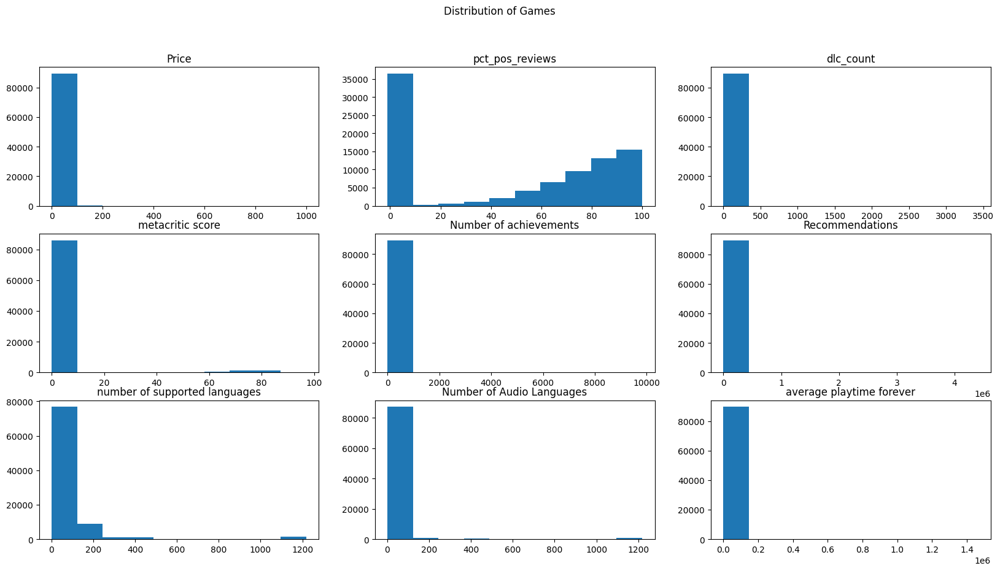 Distribution of Games
Price
80000
60000
40000
20000
0
0 200 400 600 800 1000
pct_pos_reviews
35000
30000
25000
20000
15000
10000
5000
0
0 20 40 60 80 100
dlc_count
80000
60000
40000
20000
0
0 500 1000 1500 2000 2500 3000 3500
metacritic score
80000
60000
40000
20000
0
0 20 40 60 80 100
Number of achievements
80000
60000
40000
20000
0
0 2000 4000 6000 8000 10000
Recommendations
80000
60000
40000
20000
0
0 1 2 3 4
1e6
number of supported languages
80000
60000
40000
20000
0
0 200 400 600 800 1000 1200
Number of Audio Languages
80000
60000
40000
20000
0
0 200 400 600 800 1000 1200
average playtime forever
80000
60000
40000
20000
0
0.0 0.2 0.4 0.6 0.8 1.0 1.2 1.4
1e6